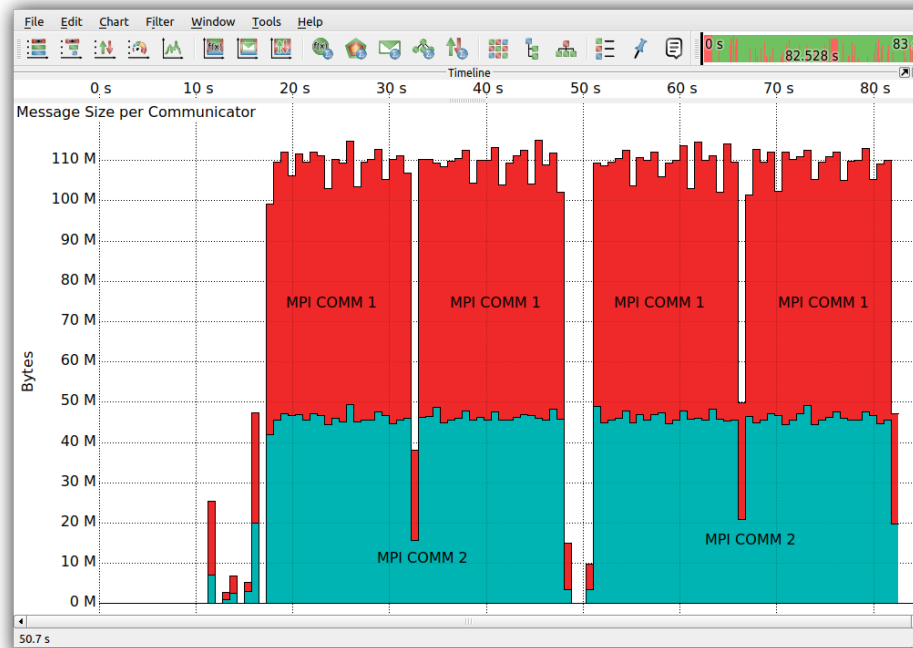 File Edit Chart Filter Window Tools Help
0 s 83
82.528 s
Timeline
0 s 10 s 20 s 30 s 40 s 50 s 60 s 70 s 80 s
Message Size per Communicator
110 M
100 M
90 M
80 M
70 M
60 M
50 M
40 M
30 M
20 M
10 M
0 M
Bytes
MPI COMM 1 MPI COMM 1 MPI COMM 1 MPI COMM 1
MPI COMM 2
MPI COMM 2
50.7 s